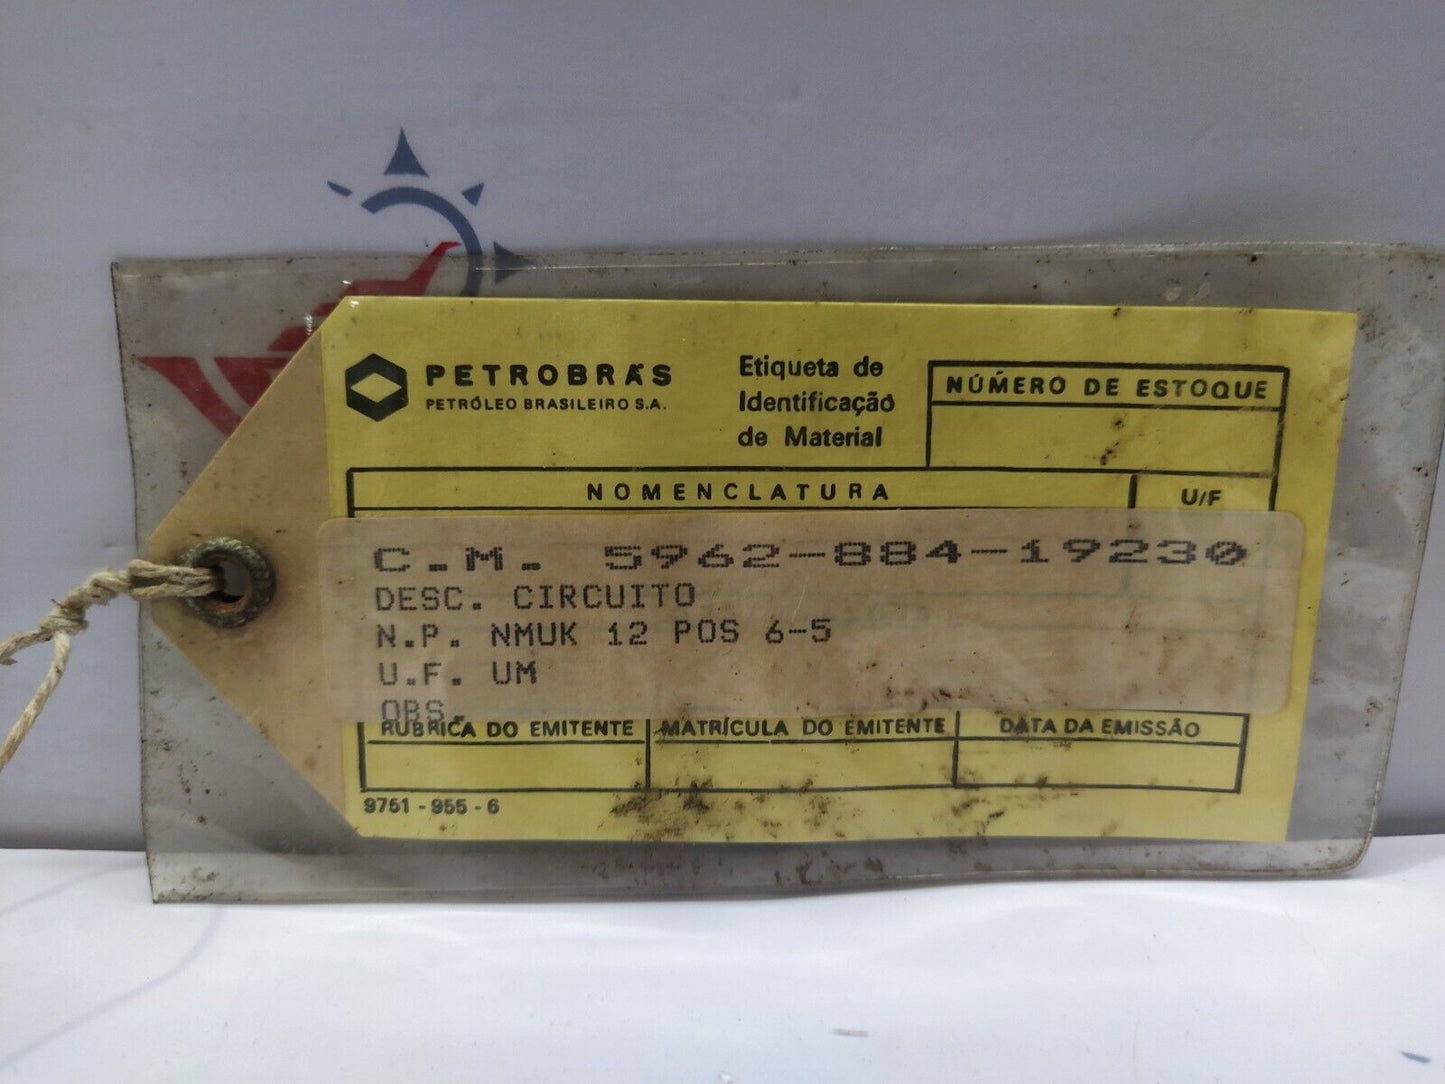 PETROBRÁS
PETRÓLEO BRASILEIRO S.A.
Etiqueta de
Identificação
de Material
NÚMERO DE ESTOQUE
NOMENCLATURA
U/F
C.M. 5962-884-19230
DESC. CIRCUITO
N.P. NMUK 12 POS 6-5
U.F. UM
OBS.
RUBRICA DO EMITENTE
MATRÍCULA DO EMITENTE
DATA DA EMISSÃO
9751 - 955 - 6